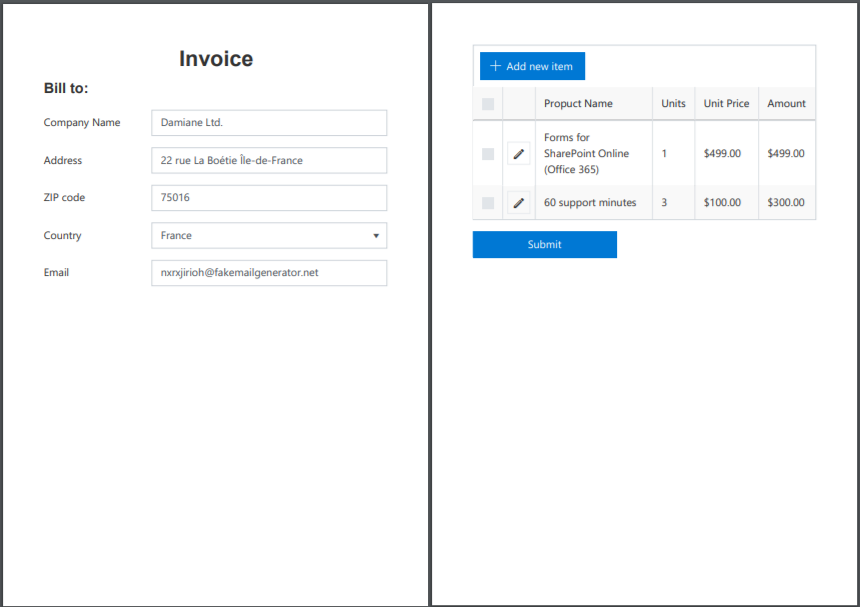 Invoice
Bill to:
Company Name Damiane Ltd.
Address 22 rue La Boétie Île-de-France
ZIP code 75016
Country France
Email nxrxjirioh@fakemailgenerator.net
Add new item
Propuct Name Units Unit Price Amount
Forms for
SharePoint Online 1 $499.00 $499.00
(Office 365)
60 support minutes 3 $100.00 $300.00
Submit